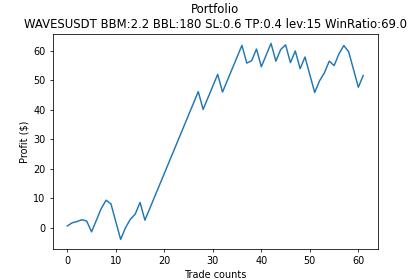 Portfolio
WAVESUSDT BBM:2.2 BBL:180 SL:0.6 TP:0.4 lev:15 WinRatio:69.0
Profit ($)
60
50
40
30
20
10
0
0 10 20 30 40 50 60
Trade counts